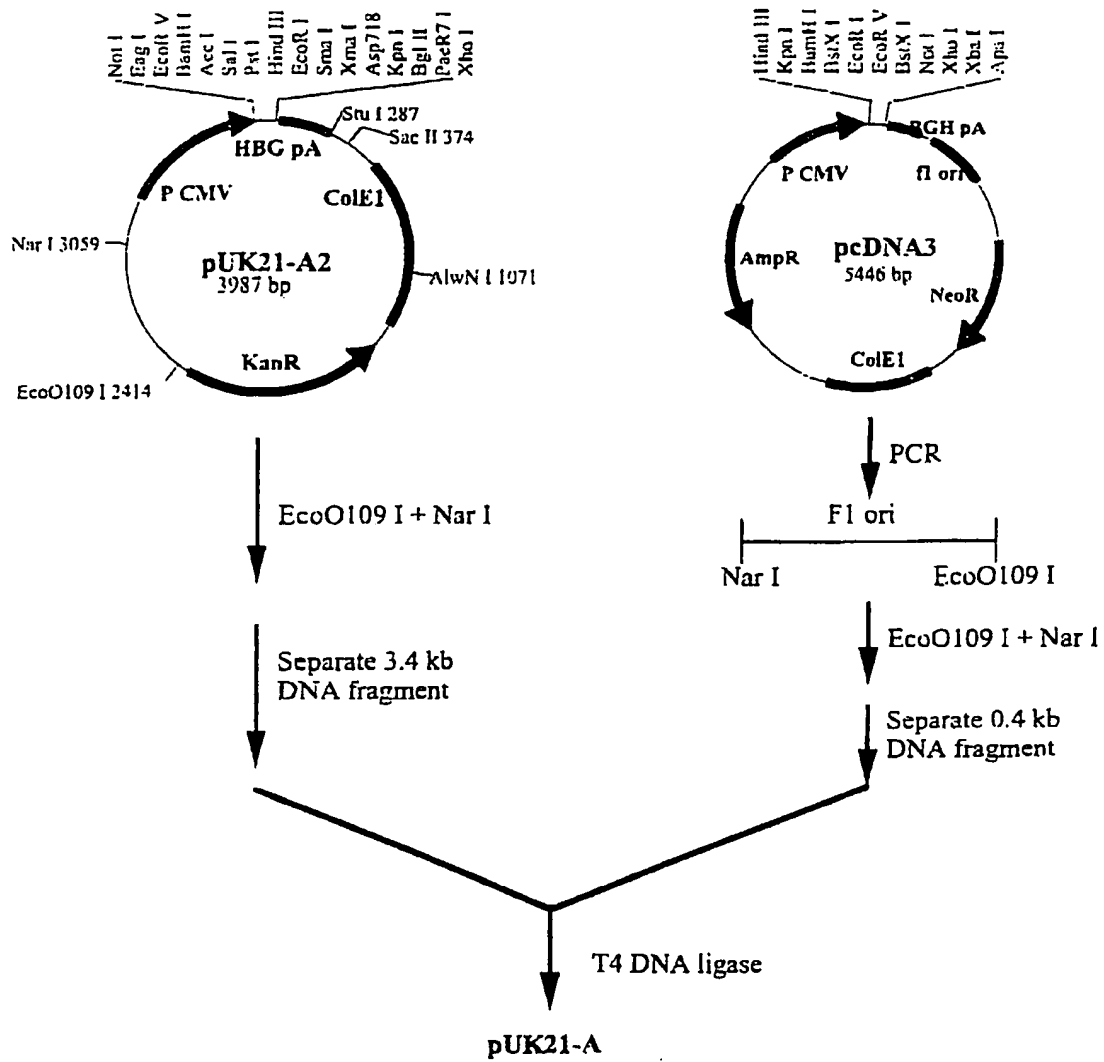 Not I
Eag I
EcoR V
BamH I
Acc I
Sal I
Pst I
Hind III
EcoR I
Sma I
Xma I
Asp718
Kpn I
Bgl II
PaeR7 I
Xho I
Stu I 287
Sac II 374
HBG pA
P CMV
ColE1
Nar I 3059
pUK21-A2
3987 bp
AlwN I 1071
KanR
EcoO109 I 2414
Hind III
Kpn I
BamH I
BstX I
EcoR I
EcoR V
BstX I
Not I
Xho I
Xba I
Apa I
BGH pA
P CMV
f1 ori
AmpR
pcDNA3
5446 bp
NeoR
ColE1
PCR
EcoO109 I + Nar I
F1 ori
Nar I
EcoO109 I
EcoO109 I + Nar I
Separate 3.4 kb
DNA fragment
Separate 0.4 kb
DNA fragment
T4 DNA ligase
pUK21-A